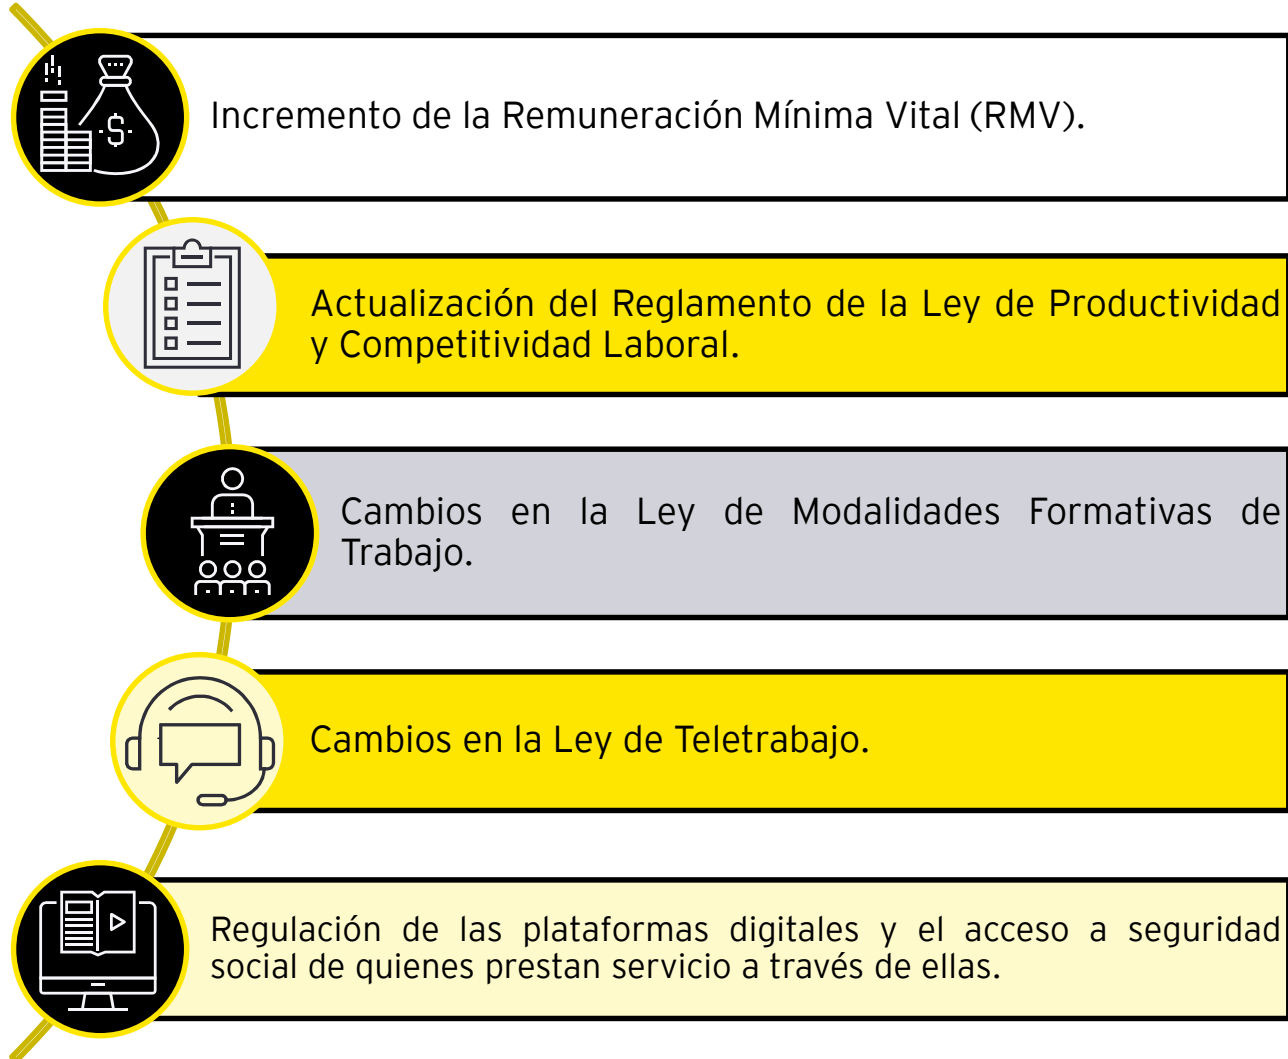 Incremento de la Remuneración Mínima Vital (RMV).
Actualización del Reglamento de la Ley de Productividad
y Competitividad Laboral.
Cambios en la Ley de Modalidades Formativas de
Trabajo.
Cambios en la Ley de Teletrabajo.
Regulación de las plataformas digitales y el acceso a seguridad
social de quienes prestan servicio a través de ellas.